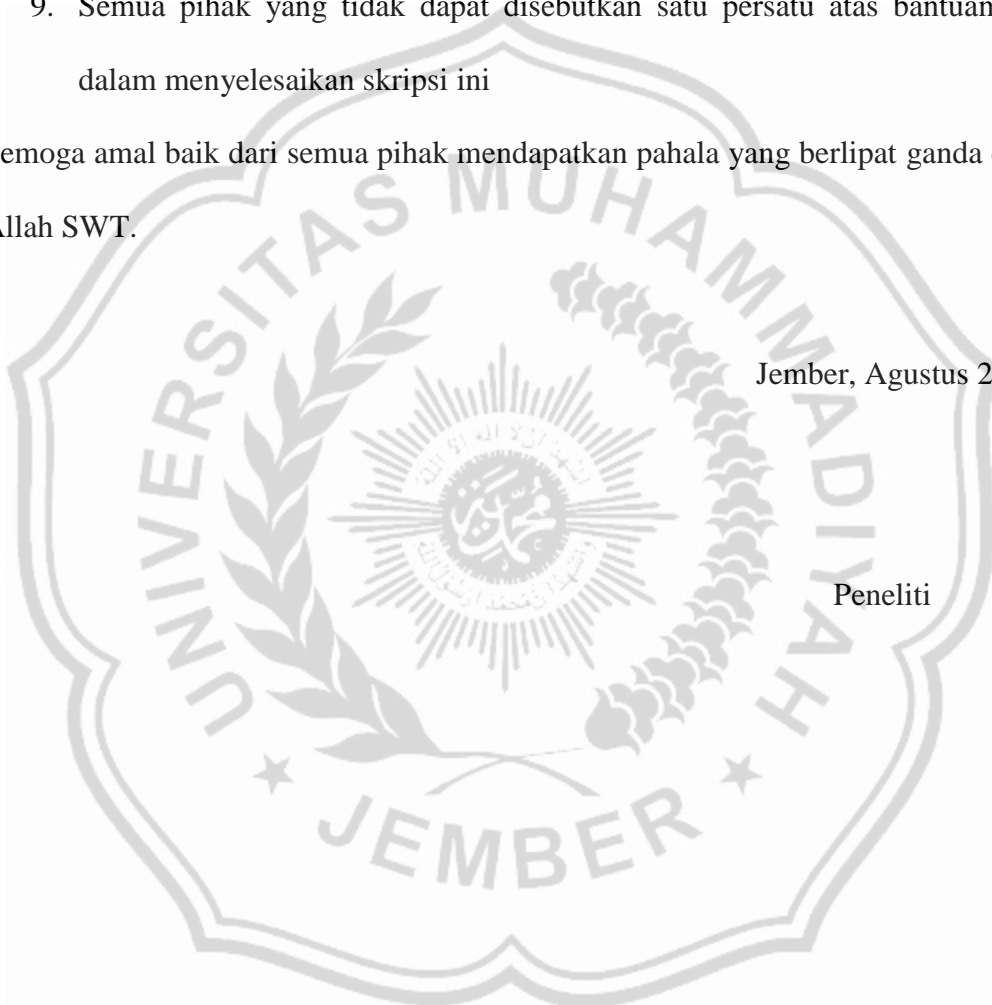 9. Semua pihak yang tidak dapat disebutkan satu persatu atas bantuan
dalam menyelesaikan skripsi ini
emoga amal baik dari semua pihak mendapatkan pahala yang berlipat ganda
Allah SWT.
Jember, Agustus 2
Peneliti
UNIVERSITAS MUHAMMADIYAH
JEMBER